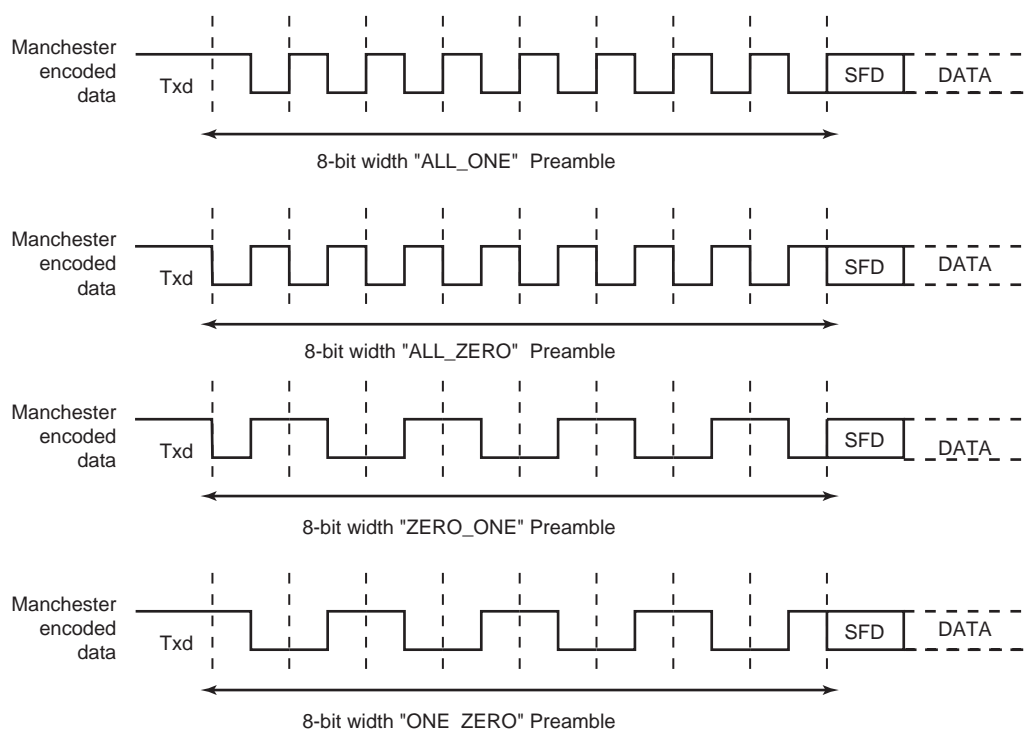 Manchester
encoded
data
Txd
SFD
DATA
8-bit width "ALL_ONE" Preamble
Manchester
encoded
data
Txd
SFD
DATA
8-bit width "ALL_ZERO" Preamble
Manchester
encoded
data
Txd
SFD
DATA
8-bit width "ZERO_ONE" Preamble
Manchester
encoded
data
Txd
SFD
DATA
8-bit width "ONE ZERO" Preamble